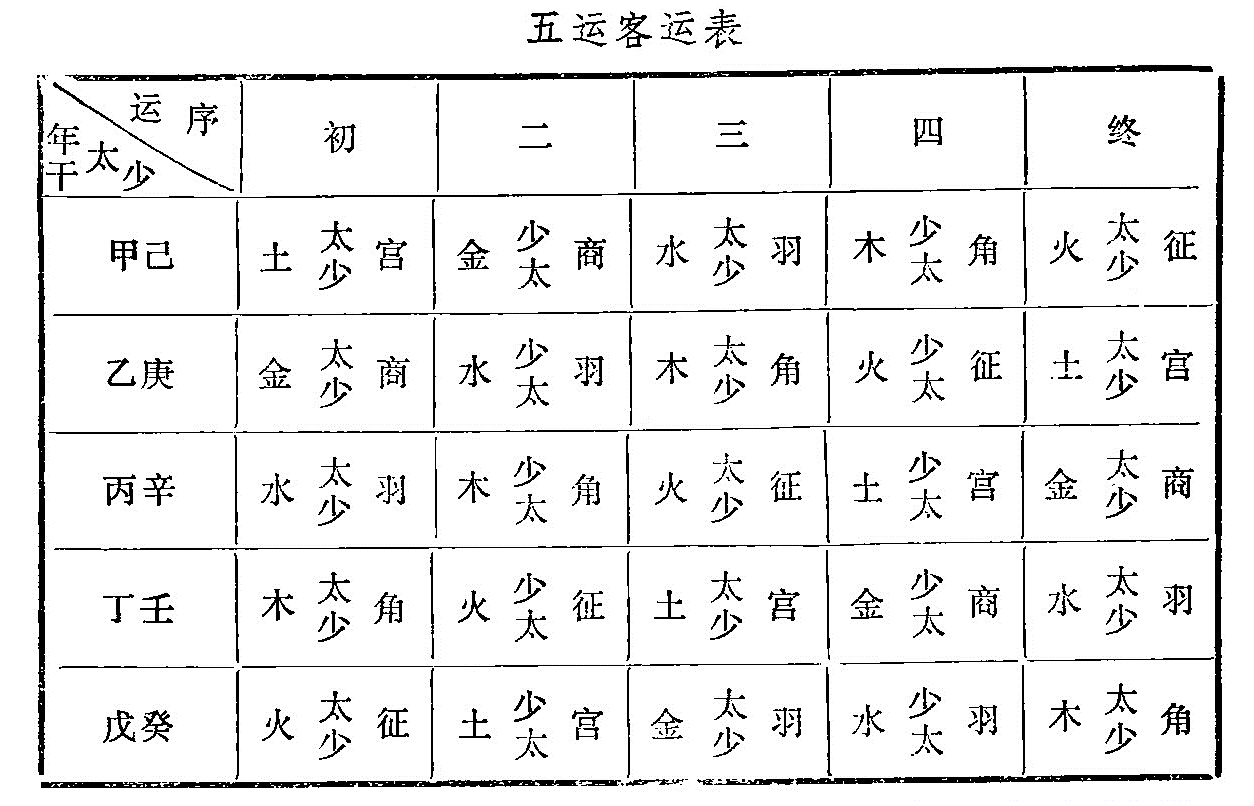 五运客运表
运序 年干 太少 初 二 三 四 终
甲己 土 太少 宫 金 少太 商 水 太少 羽 木 少太 角 火 太少 征
乙庚 金 太少 商 水 少太 羽 木 太少 角 火 少太 征 土 太少 宫
丙辛 水 太少 羽 木 少太 角 火 太少 征 土 少太 宫 金 太少 商
丁壬 木 太少 角 火 少太 征 土 太少 宫 金 少太 商 水 太少 羽
戊癸 火 太少 征 土 少太 宫 金 太少 羽 水 少太 羽 木 太少 角